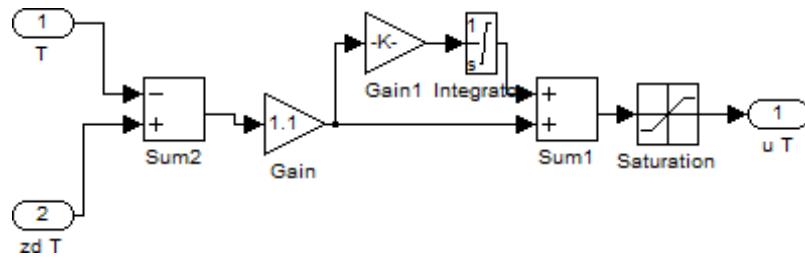 1
T
−
+
Sum2
1.1
Gain
-K-
Gain1
1
s
Integrato
+
+
Sum1
Saturation
1
u T
2
zd T